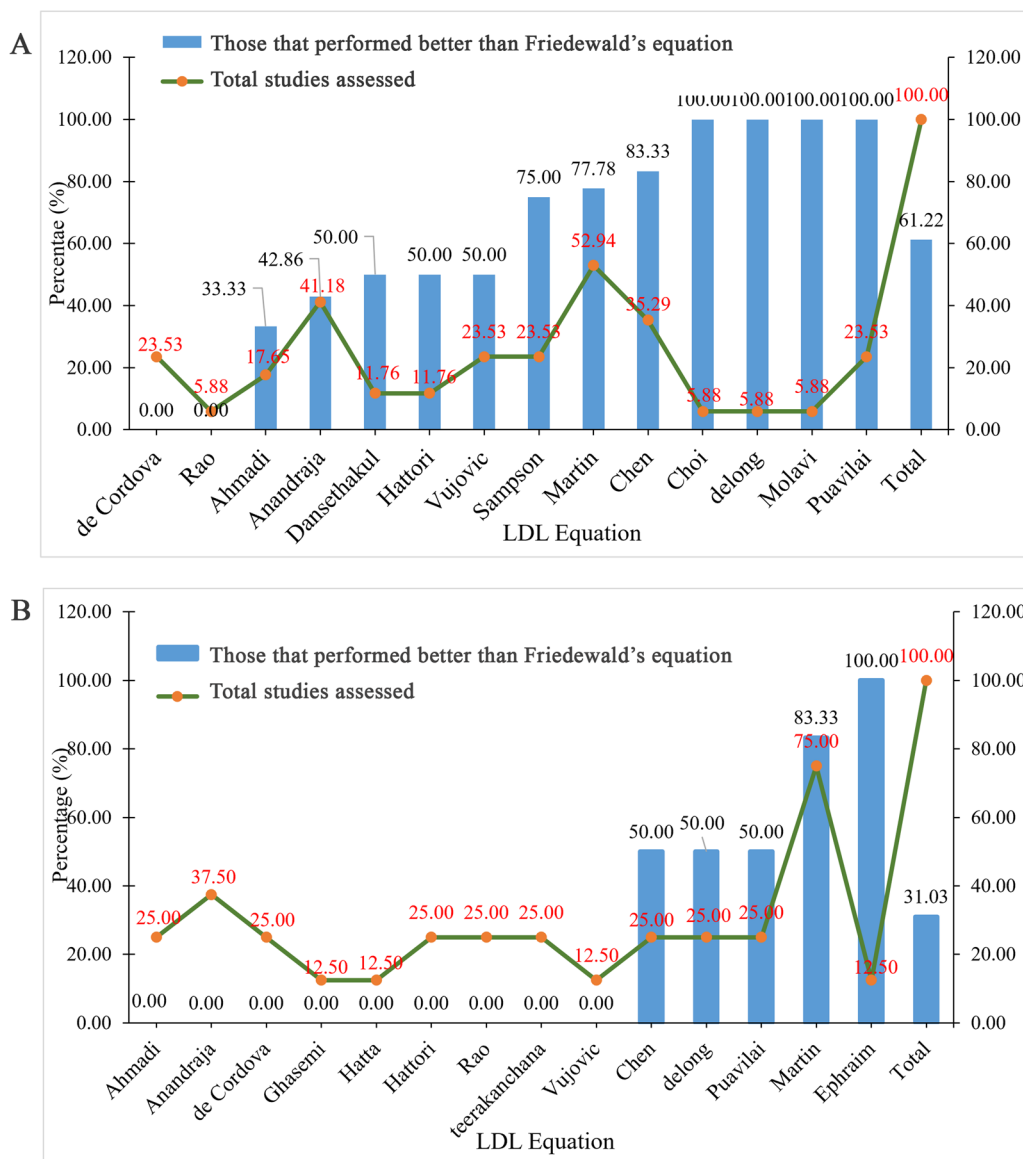 A
Those that performed better than Friedewald's equation
Total studies assessed
120.00
100.00
80.00
60.00
40.00
20.00
0.00
Percentae (%)
120.00
100.00
80.00
60.00
40.00
20.00
0.00
0.00
0.00
33.33
42.86
50.00
50.00
50.00
75.00
77.78
83.33
100.00
100.00
100.00
100.00
61.22
23.53
5.88
17.65
41.18
11.76
11.76
23.53
23.53
52.94
35.29
5.88
5.88
5.88
23.53
100.00
de Cordova
Rao
Ahmadi
Anandraja
Dansethakul
Hattori
Vujovic
Sampson
Martin
Chen
Choi
delong
Molavi
Puavilai
Total
LDL Equation
B
Those that performed better than Friedewald's equation
Total studies assessed
120.00
100.00
80.00
60.00
40.00
20.00
0.00
Percentage (%)
120.00
100.00
80.00
60.00
40.00
20.00
0.00
0.00
0.00
0.00
0.00
0.00
0.00
0.00
0.00
0.00
50.00
50.00
50.00
83.33
100.00
31.03
25.00
37.50
25.00
12.50
12.50
25.00
25.00
25.00
12.50
25.00
25.00
25.00
75.00
12.50
100.00
Ahmadi
Anandraja
de Cordova
Ghasemi
Hatta
Hattori
Rao
teerakanchana
Vujovic
Chen
delong
Puavilai
Martin
Ephraim
Total
LDL Equation